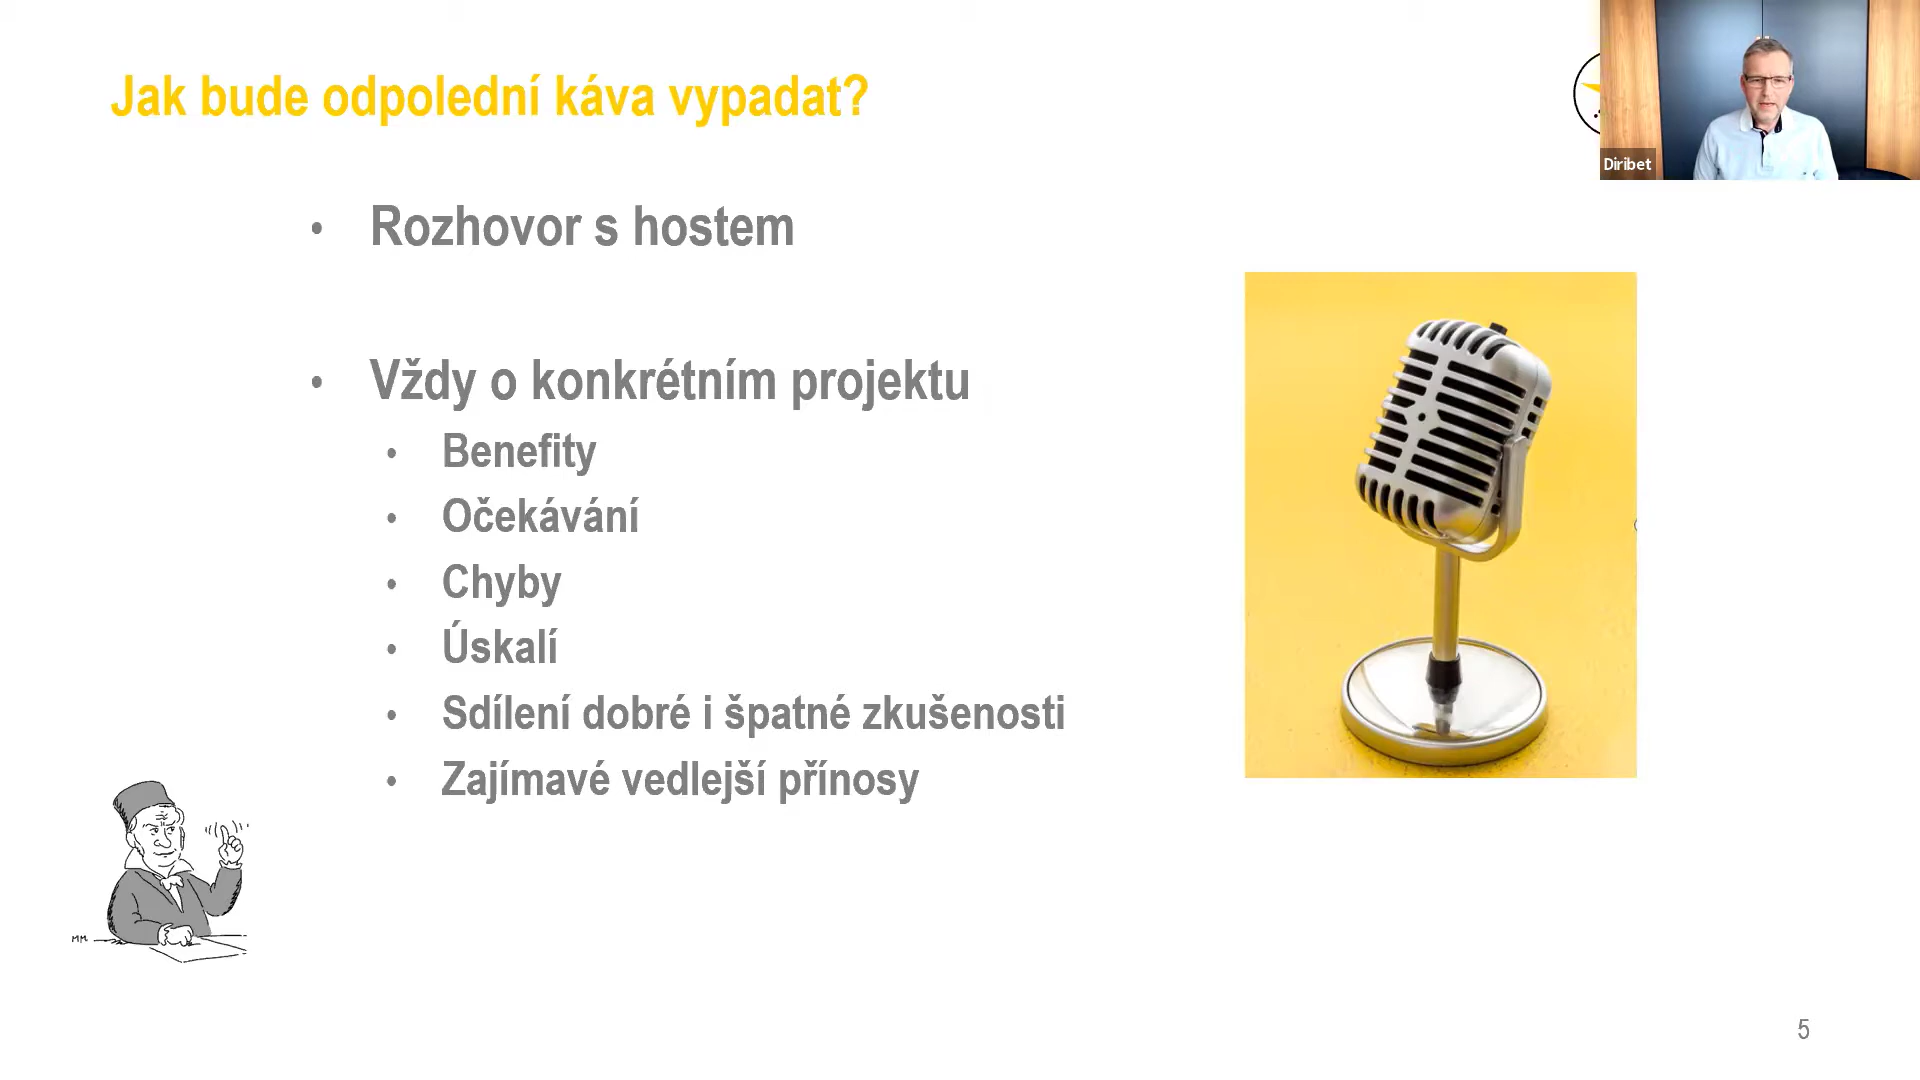 Jak bude odpolední káva vypadat?
Diribet
• Rozhovor s hostem
• Vždy o konkrétním projektu
• Benefity
• Očekávání
• Chyby
• Úskalí
• Sdílení dobré i špatné zkušenosti
• Zajímavé vedlejší přínosy
MM
5